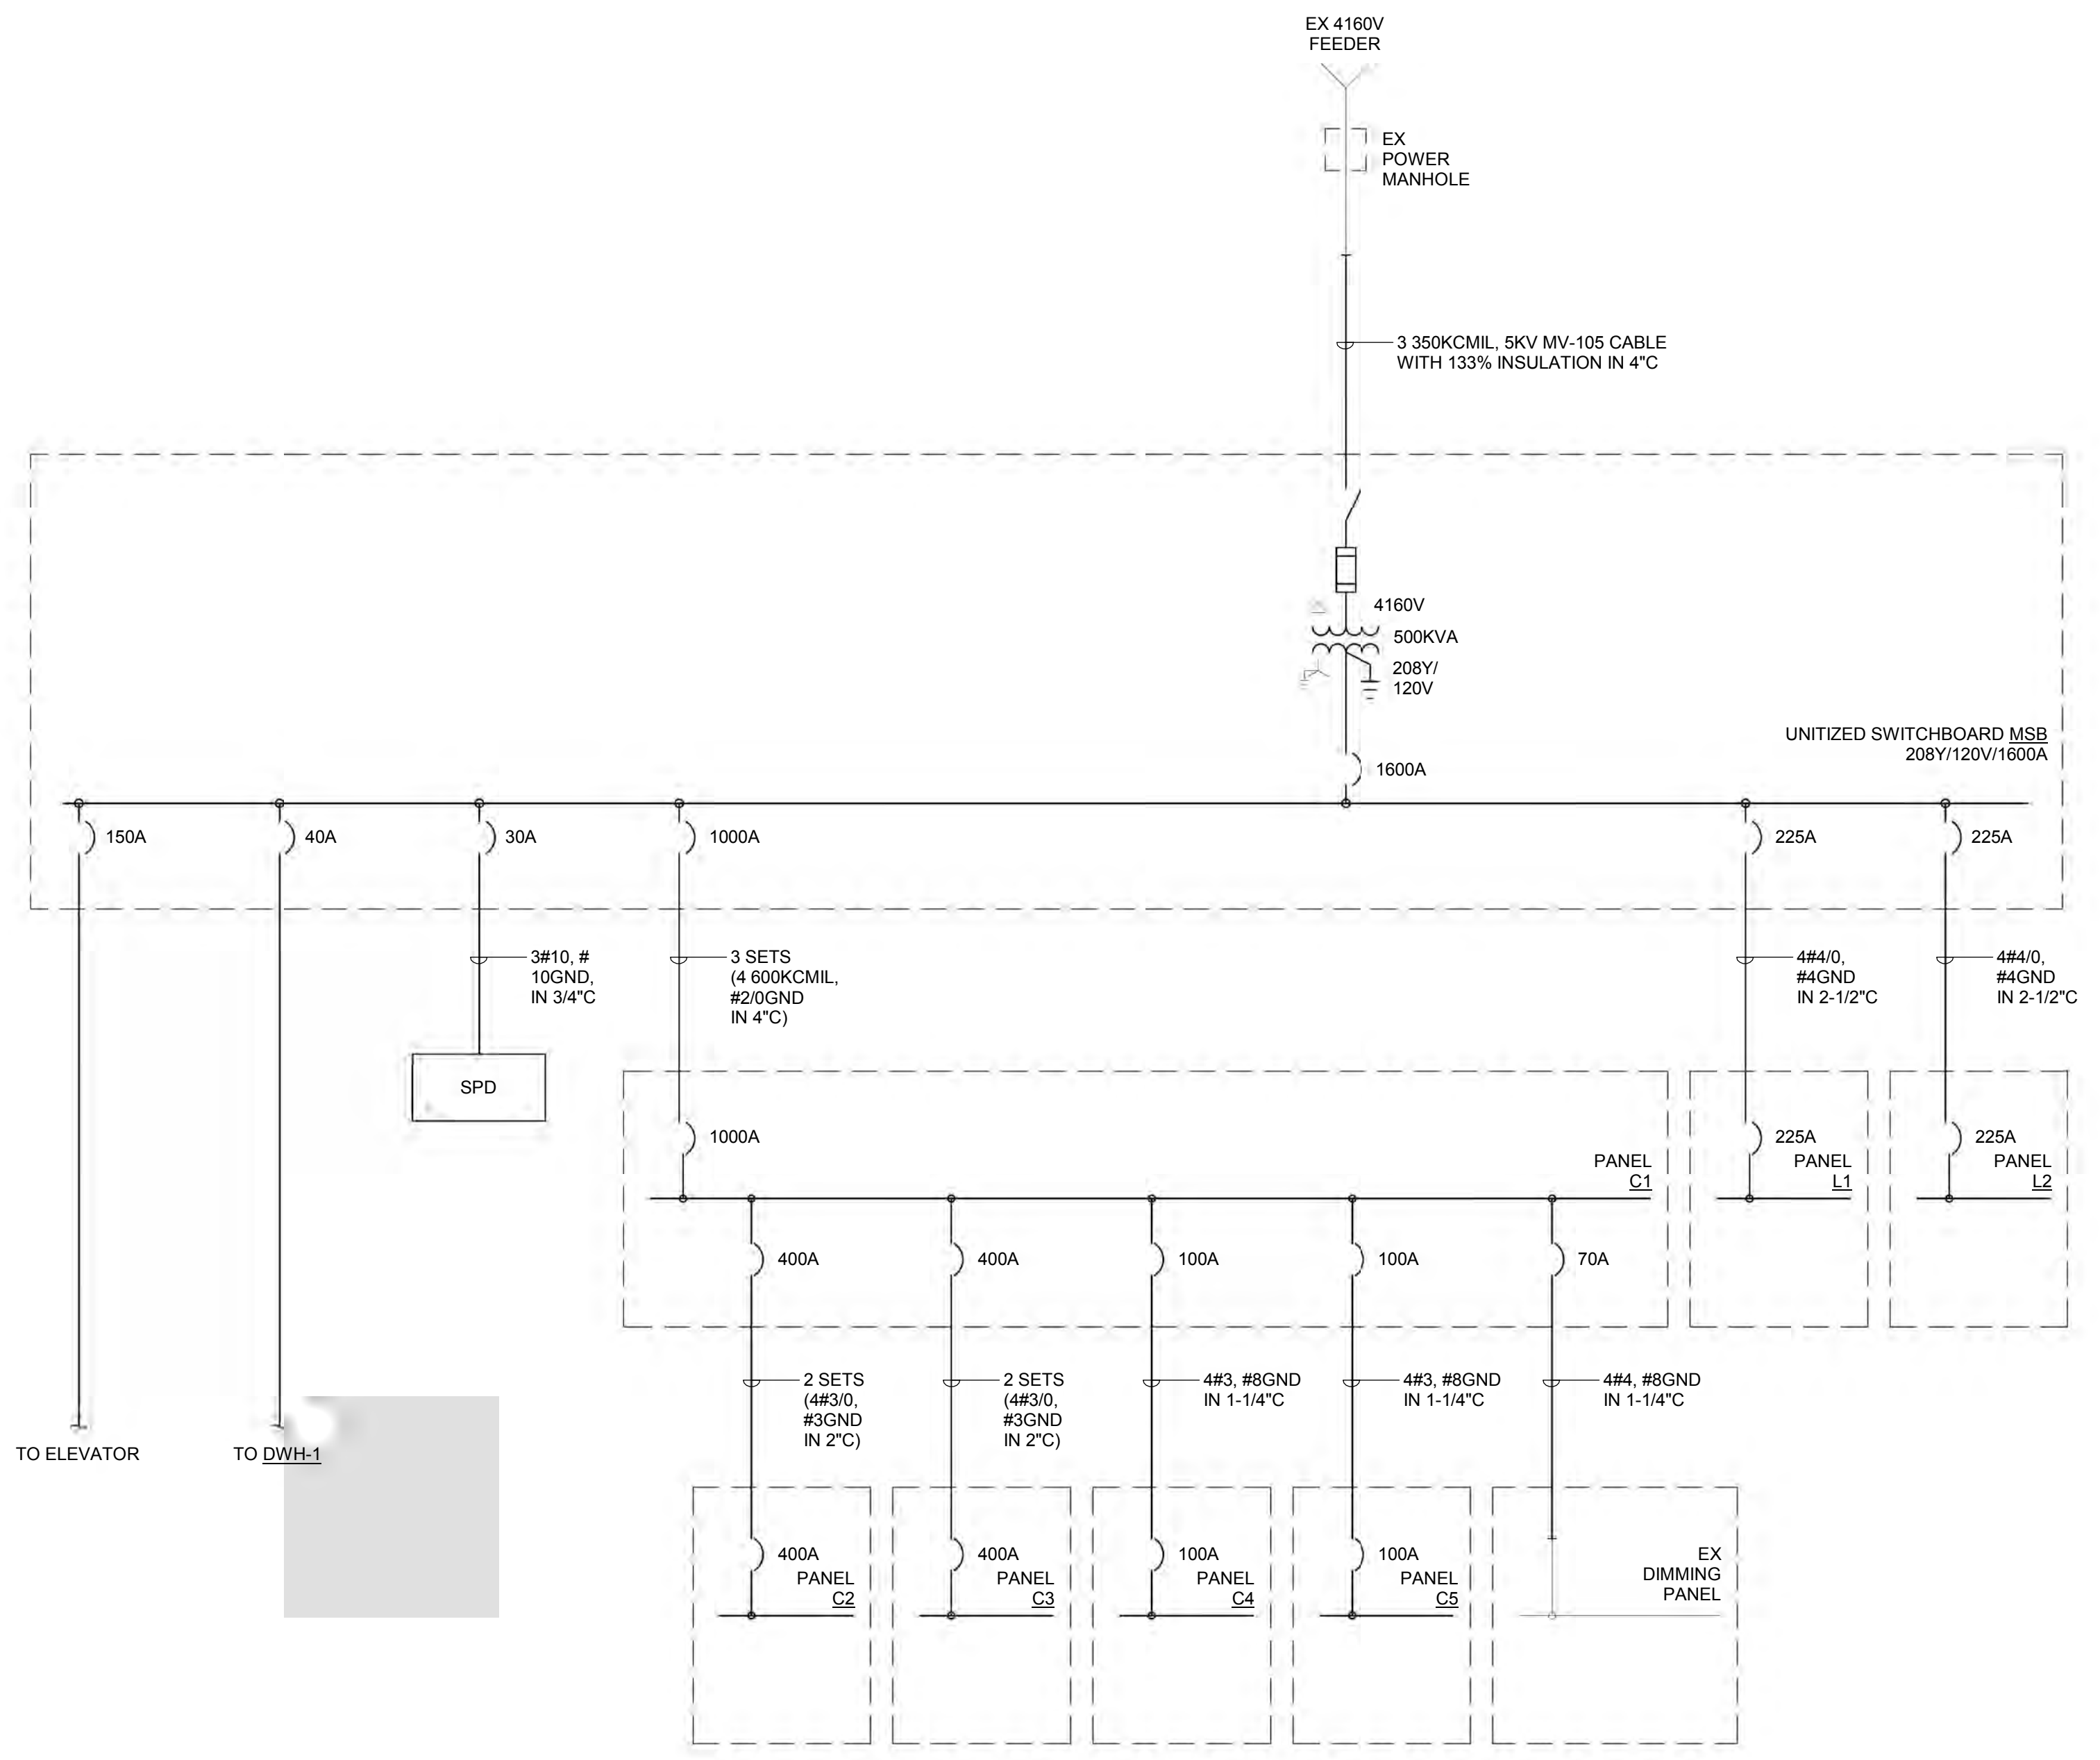 EX 4160V
FEEDER
EX
POWER
MANHOLE
3 350KCMIL, 5KV MV-105 CABLE
WITH 133% INSULATION IN 4"C
4160V
500KVA
208Y/
120V
UNITIZED SWITCHBOARD MSB
208Y/120V/1600A
1600A
150A
40A
30A
1000A
225A
225A
3#10, #
10GND,
IN 3/4"C
3 SETS
(4 600KCMIL,
#2/0GND
IN 4"C)
4#4/0,
#4GND
IN 2-1/2"C
4#4/0,
#4GND
IN 2-1/2"C
SPD
1000A
PANEL
C1
225A
PANEL
L1
225A
PANEL
L2
400A
400A
100A
100A
70A
2 SETS
(4#3/0,
#3GND
IN 2"C)
2 SETS
(4#3/0,
#3GND
IN 2"C)
4#3, #8GND
IN 1-1/4"C
4#3, #8GND
IN 1-1/4"C
4#4, #8GND
IN 1-1/4"C
TO ELEVATOR
TO DWH-1
400A
PANEL
C2
400A
PANEL
C3
100A
PANEL
C4
100A
PANEL
C5
EX
DIMMING
PANEL